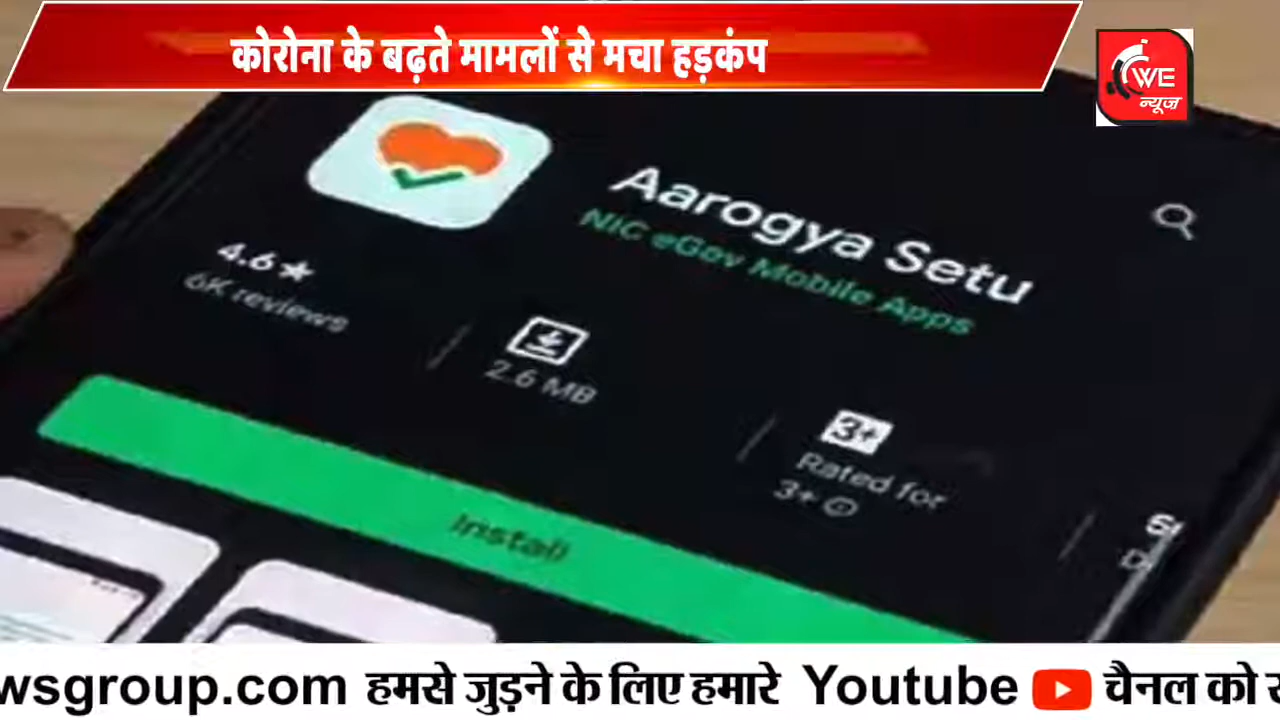 कोरोना के बढ़ते मामलों से मचा हड़कंप
WE
न्यूज़
Aarogya Setu
NIC eGov Mobile Apps
4.6★
6K reviews
2.6 MB
3+
Rated for
3+
Install
wsgroup.com हमसे जुड़ने के लिए हमारे Youtube चैनल को